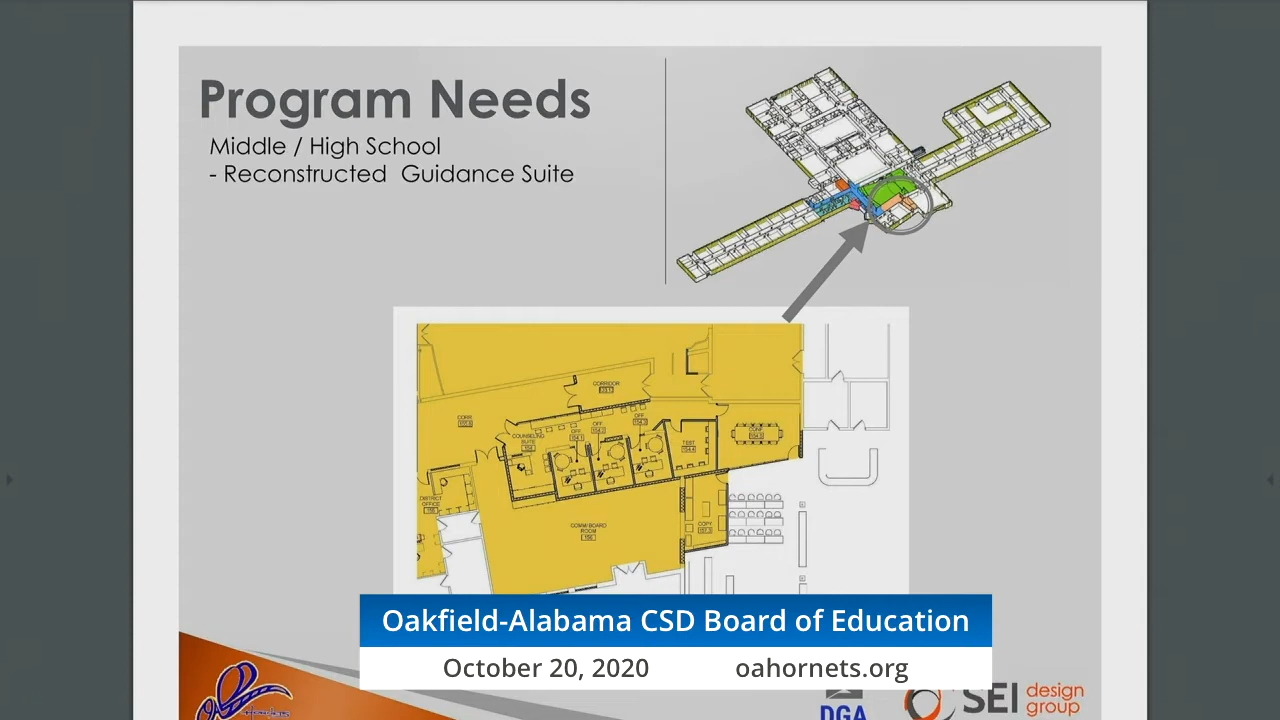 Program Needs
Middle / High School
- Reconstructed Guidance Suite
CORRIDOR
CORR
COUNSELING
SUITE
OFF
OFF
OFF
TEST
CONF
DISTRICT
OFFICE
COMM/BOARD
ROOM
COPY
Oakfield-Alabama CSD Board of Education
October 20, 2020 oahornets.org
Hornets
DGA
SEI design
group